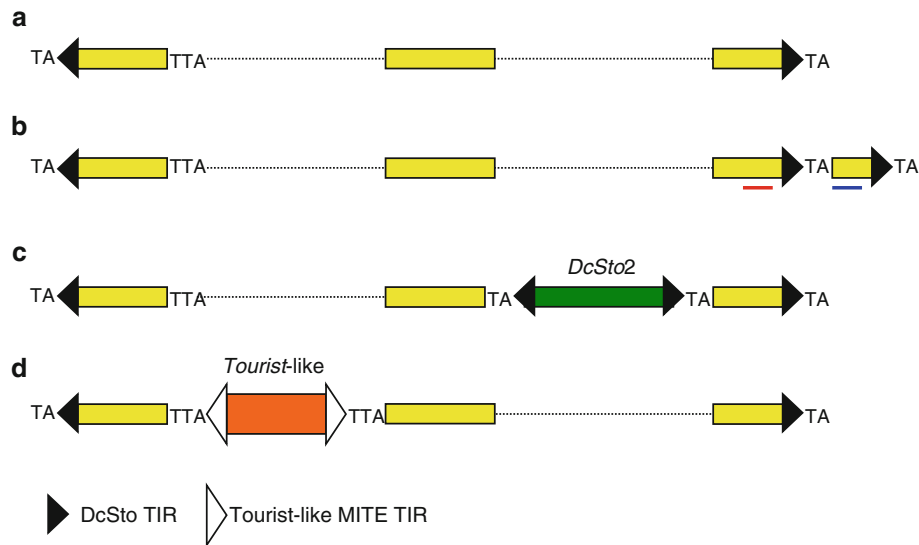 a
TA TTA TA
b
TA TTA TA TA
c
DcSto2
TA TTA TA TA TA
d
Tourist-like
TA TTA TTA TA
DcSto TIR Tourist-like MITE TIR